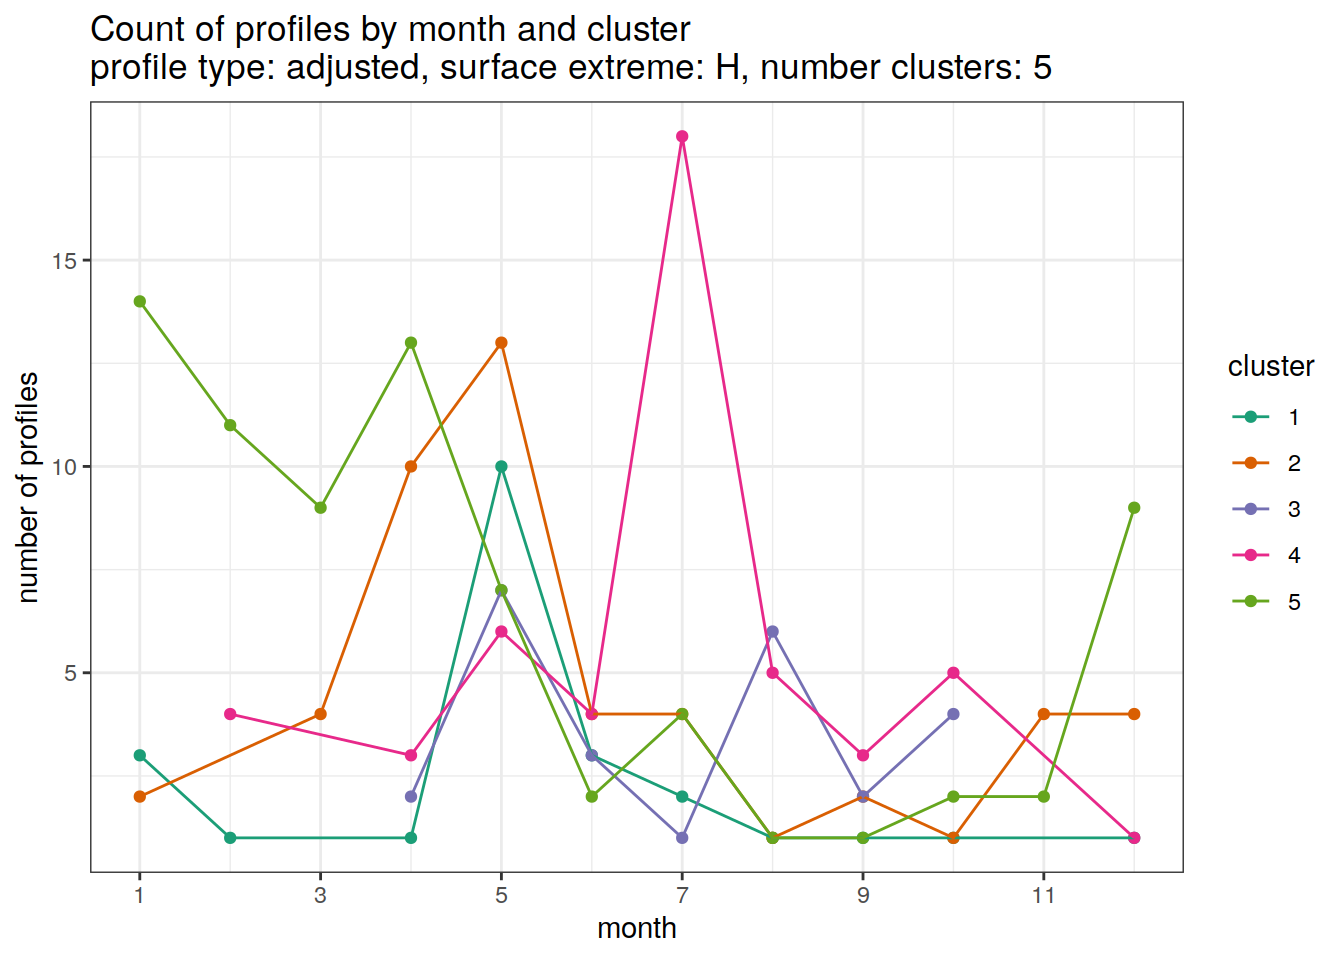 Count of profiles by month and cluster
profile type: adjusted, surface extreme: H, number clusters: 5
number of profiles
15
10
5
1
3
5
7
9
11
month
cluster
1
2
3
4
5